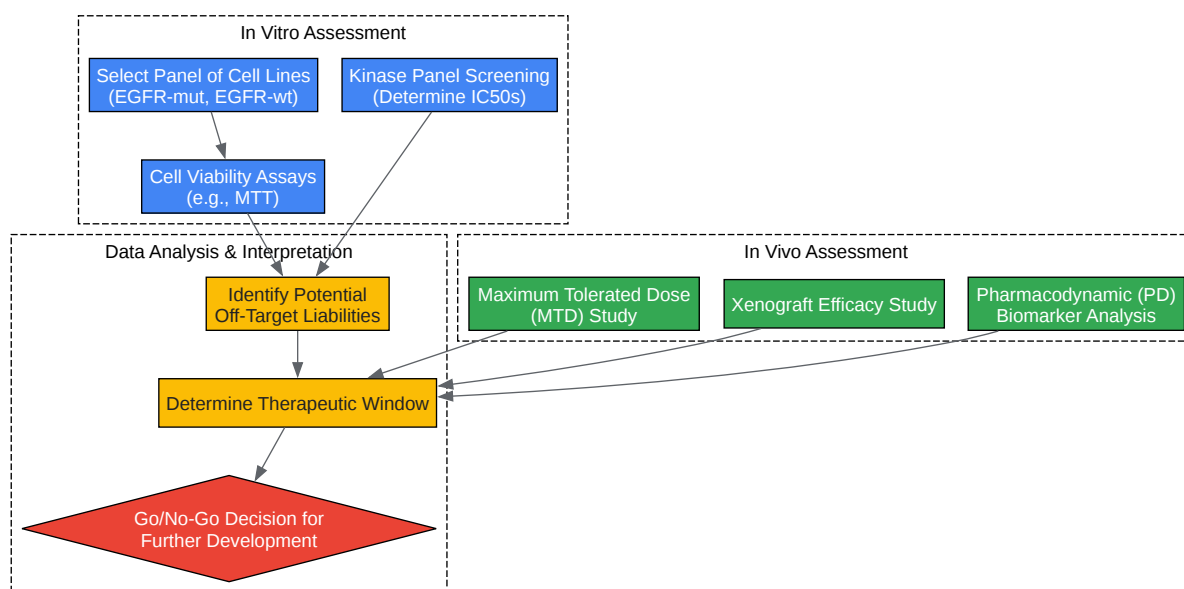 In Vitro Assessment
Select Panel of Cell Lines
(EGFR-mut, EGFR-wt)
Kinase Panel Screening
(Determine IC50s)
Cell Viability Assays
(e.g., MTT)
Data Analysis & Interpretation
Identify Potential
Off-Target Liabilities
In Vivo Assessment
Maximum Tolerated Dose
(MTD) Study
Xenograft Efficacy Study
Pharmacodynamic (PD)
Biomarker Analysis
Determine Therapeutic Window
Go/No-Go Decision for
Further Development